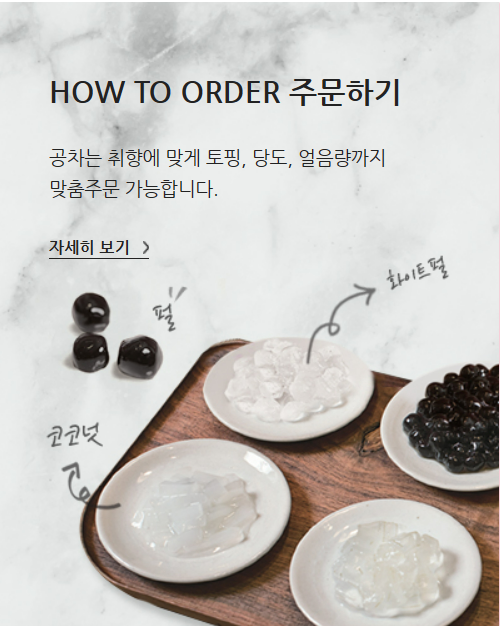 HOW TO ORDER 주문하기
공차는 취향에 맞게 토핑, 당도, 얼음량까지
맞춤주문 가능합니다.
자세히 보기
화이트펄
펄
코코넛